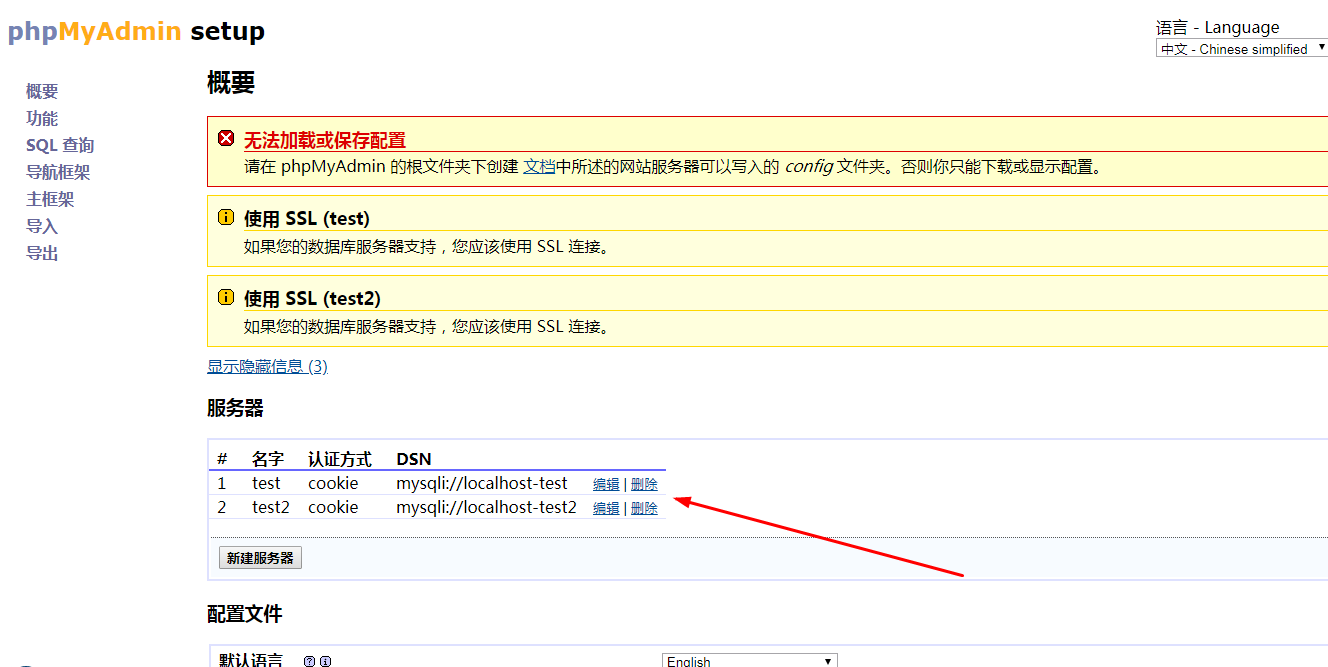 phpMyAdmin setup
语言 - Language
中文 - Chinese simplified
概要
功能
SQL 查询
导航框架
主框架
导入
导出
概要
无法加载或保存配置
请在 phpMyAdmin 的根文件夹下创建 文档中所述的网站服务器可以写入的 config 文件夹。否则你只能下载或显示配置。
使用 SSL (test)
如果您的数据库服务器支持，您应该使用 SSL 连接。
使用 SSL (test2)
如果您的数据库服务器支持，您应该使用 SSL 连接。
显示隐藏信息 (3)
服务器
# 名字 认证方式 DSN
1 test cookie mysqli://localhost-test 编辑 | 删除
2 test2 cookie mysqli://localhost-test2 编辑 | 删除
新建服务器
配置文件
默认语言 English